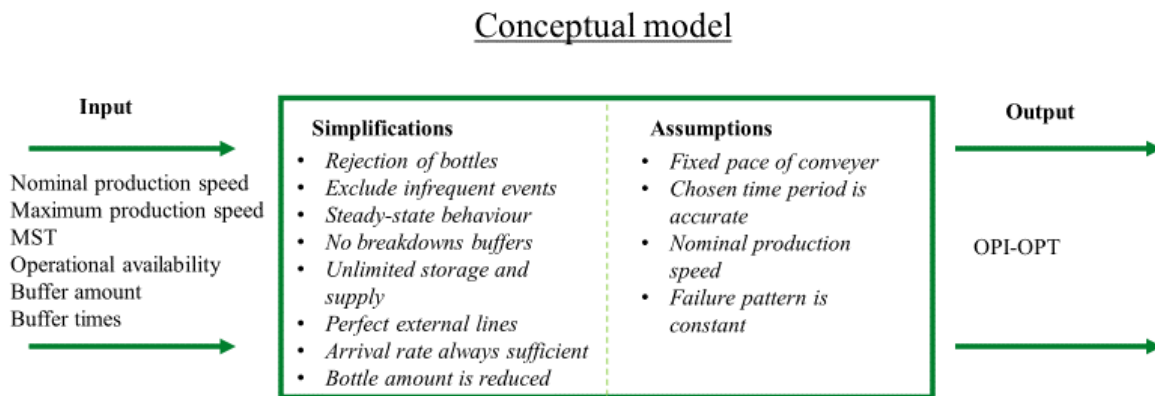 Conceptual model
Input
Nominal production speed
Maximum production speed
MST
Operational availability
Buffer amount
Buffer times
Simplifications
• Rejection of bottles
• Exclude infrequent events
• Steady-state behaviour
• No breakdowns buffers
• Unlimited storage and
supply
• Perfect external lines
• Arrival rate always sufficient
• Bottle amount is reduced
Assumptions
• Fixed pace of conveyer
• Chosen time period is
accurate
• Nominal production
speed
• Failure pattern is
constant
Output
OPI-OPT